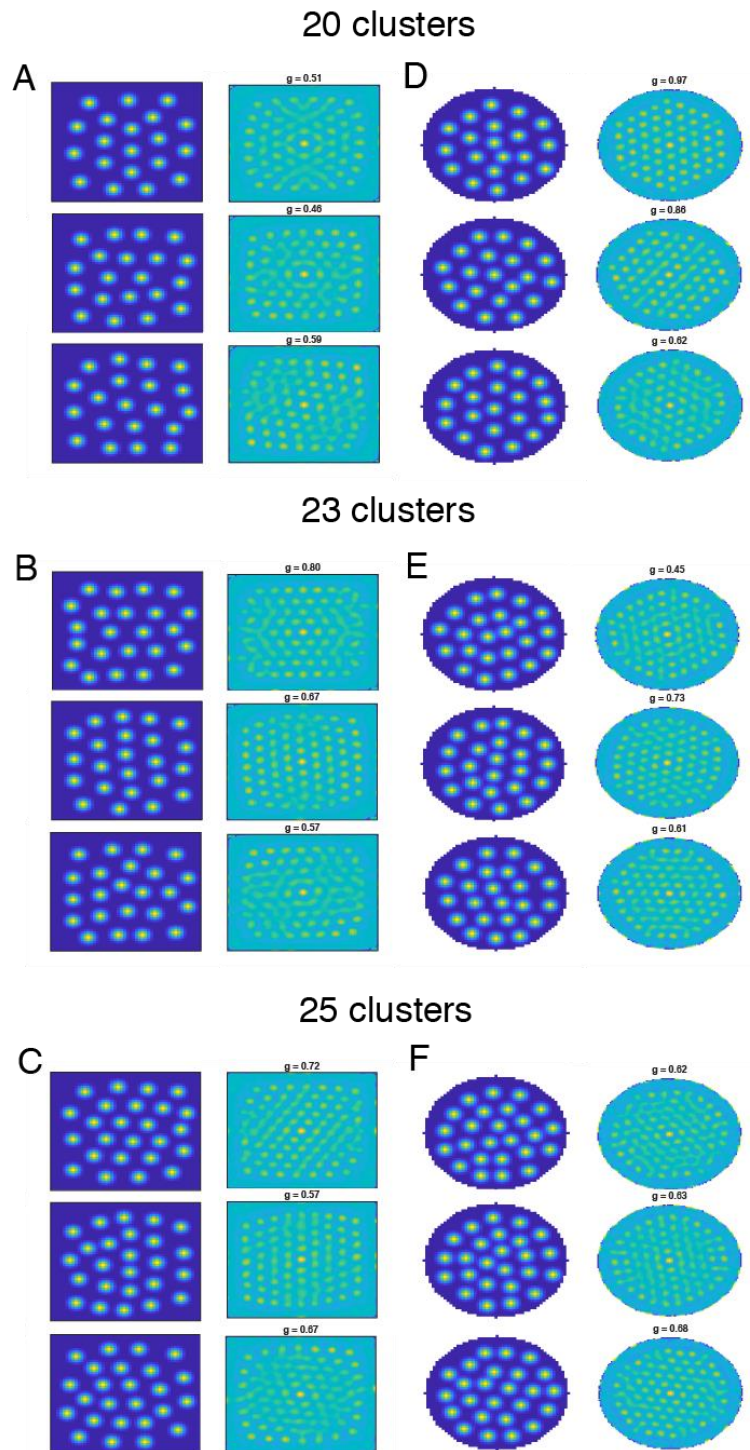 20 clusters
A
g = 0.51
g = 0.46
g = 0.59
D
g = 0.97
g = 0.86
g = 0.62
23 clusters
B
g = 0.80
g = 0.67
g = 0.57
E
g = 0.45
g = 0.73
g = 0.61
25 clusters
C
g = 0.72
g = 0.57
g = 0.67
F
g = 0.62
g = 0.63
g = 0.68